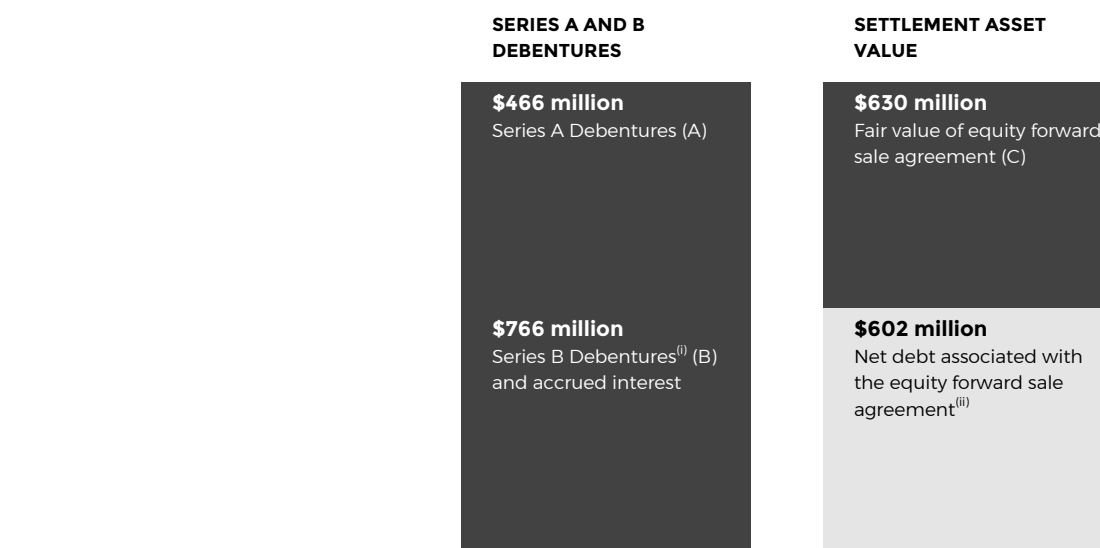 SERIES A AND B
DEBENTURES
$466 million
Series A Debentures (A)
$766 million
Series B Debentures(i) (B)
and accrued interest
SETTLEMENT ASSET
VALUE
$630 million
Fair value of equity forward
sale agreement (C)
$602 million
Net debt associated with
the equity forward sale
agreement(ii)